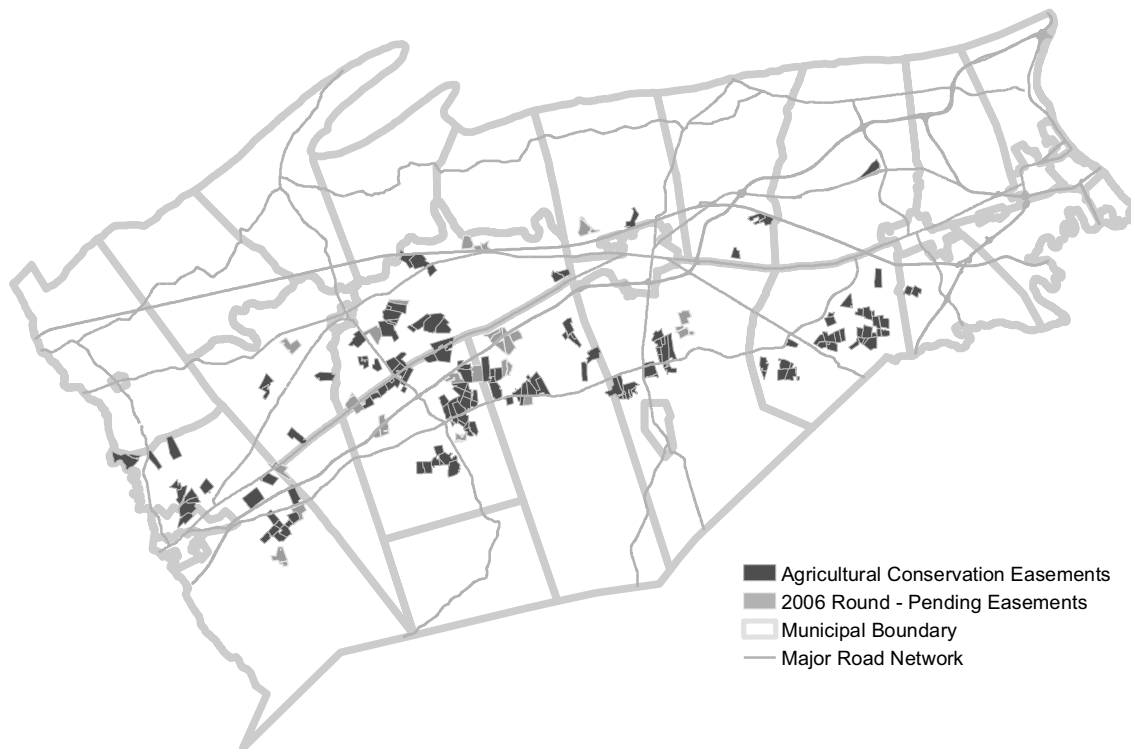 Agricultural Conservation Easements
2006 Round - Pending Easements
Municipal Boundary
Major Road Network